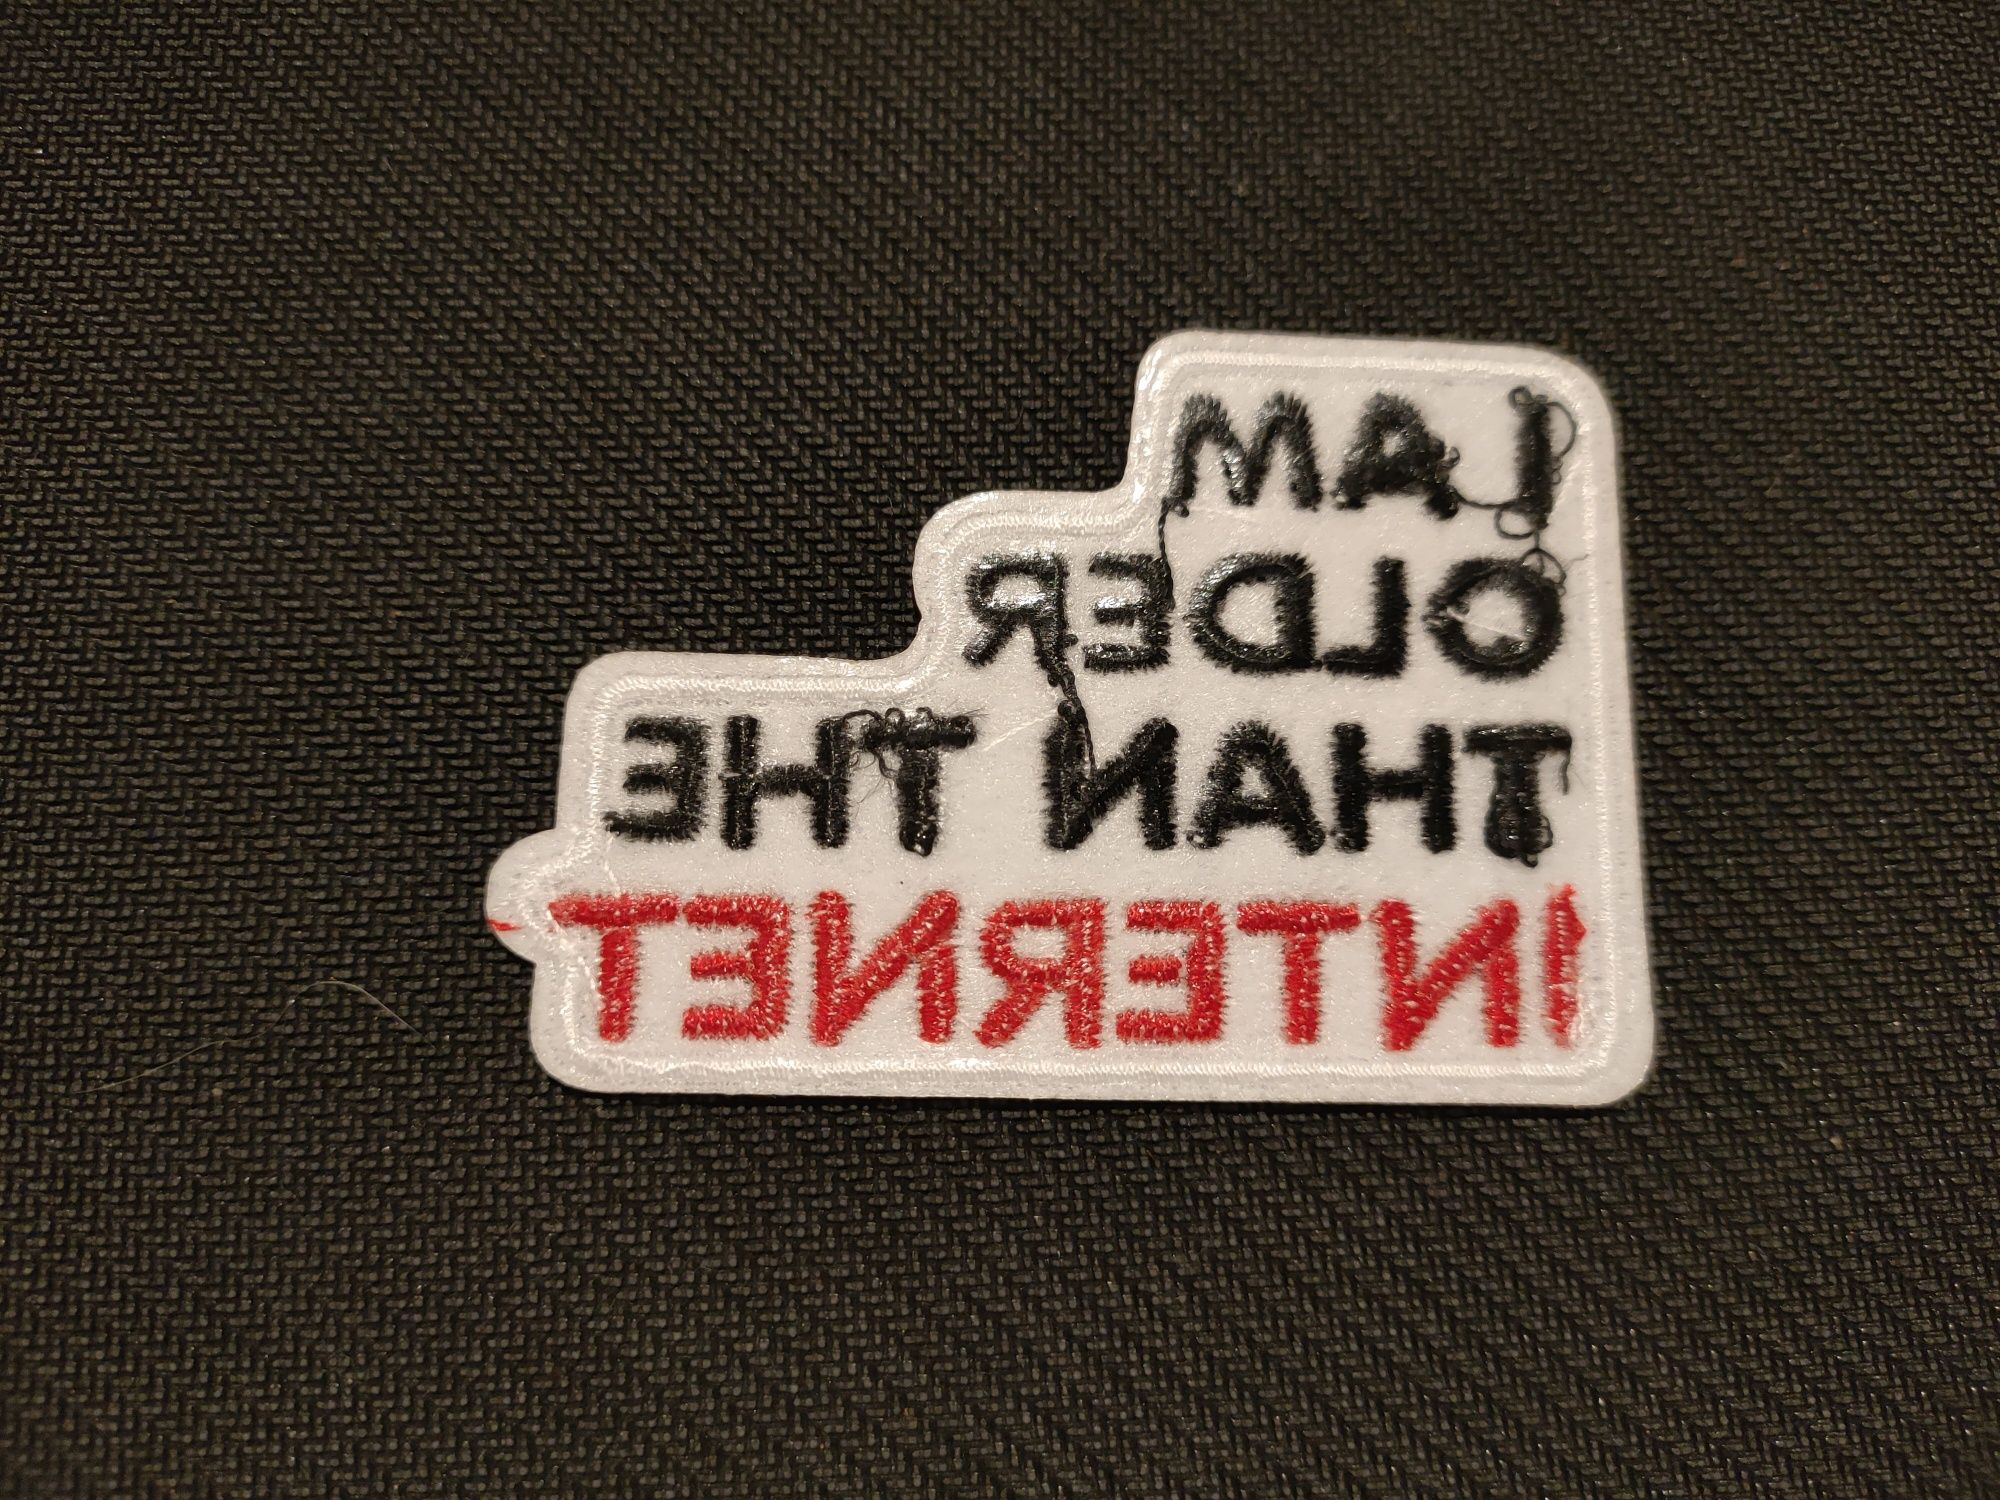 I AM
OLDER
THAN THE
INTERNET